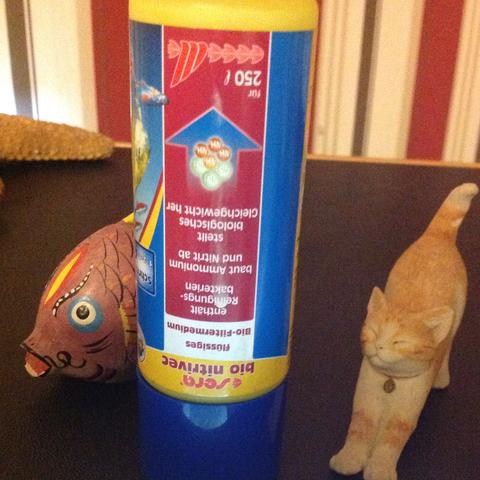 sera
bio nitrivec
flüssiges
Bio-Filtermedium
enthält
Reinigungs-
bakterien
baut Ammonium
und Nitrit ab
stellt
biologisches
Gleichgewicht her
für
250 ℓ